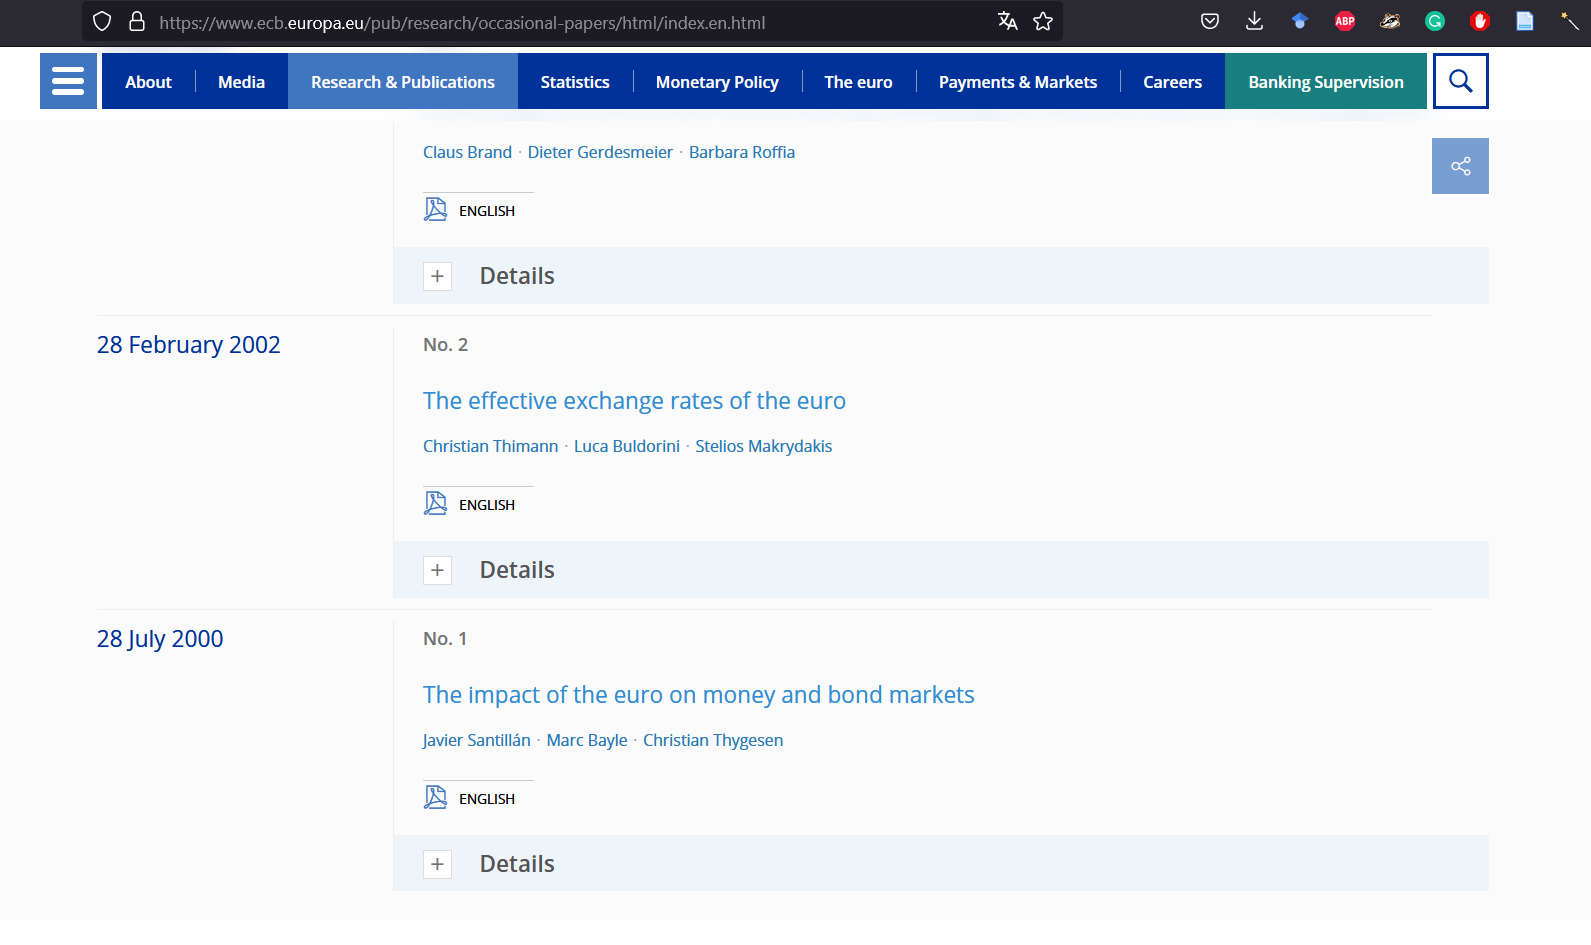 https://www.ecb.europa.eu/pub/research/occasional-papers/html/index.en.html
ABP
G
About
Media
Research & Publications
Statistics
Monetary Policy
The euro
Payments & Markets
Careers
Banking Supervision
Claus Brand · Dieter Gerdesmeier · Barbara Roffia
ENGLISH
+ Details
28 February 2002
No. 2
The effective exchange rates of the euro
Christian Thimann · Luca Buldorini · Stelios Makrydakis
ENGLISH
+ Details
28 July 2000
No. 1
The impact of the euro on money and bond markets
Javier Santillán · Marc Bayle · Christian Thygesen
ENGLISH
+ Details